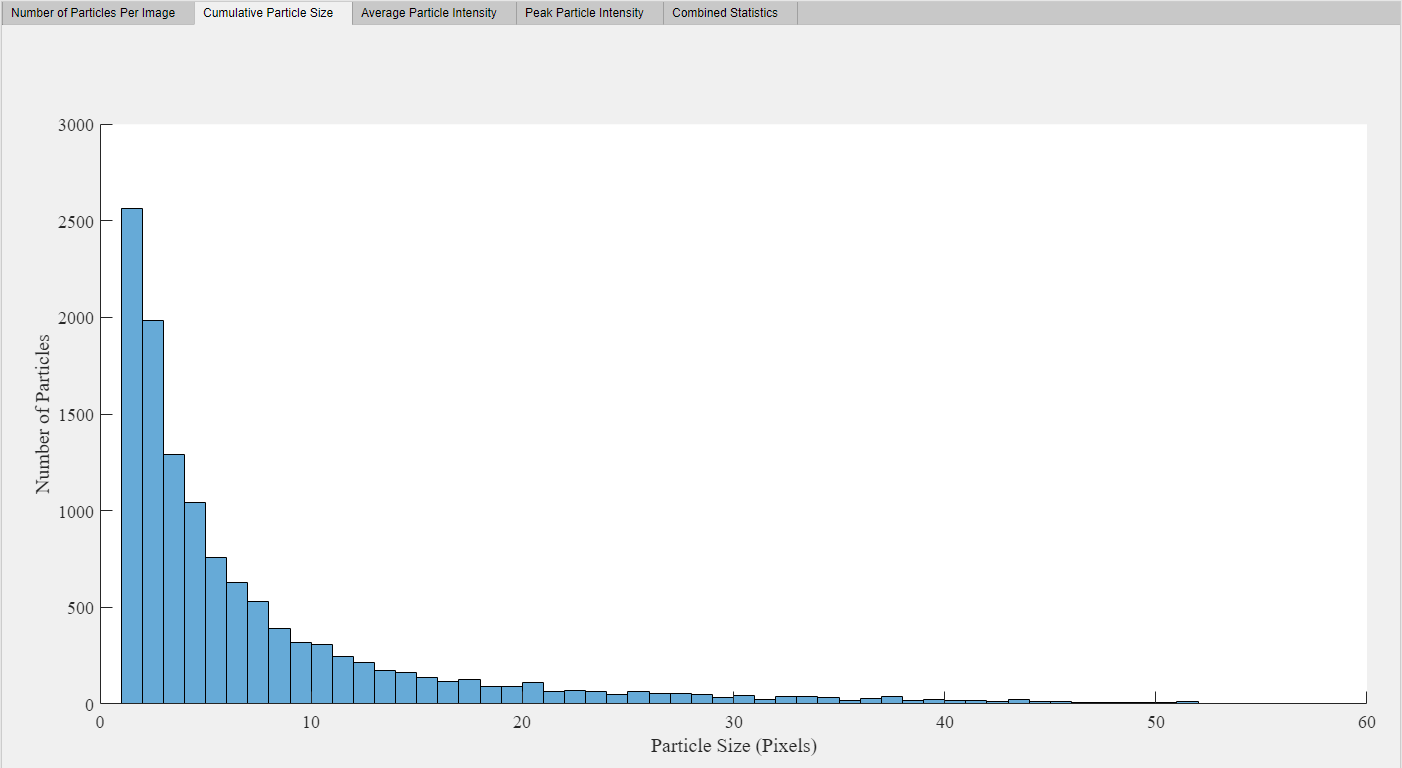 Number of Particles Per Image Cumulative Particle Size Average Particle Intensity Peak Particle Intensity Combined Statistics
3000
2500
2000
1500
1000
500
0
Number of Particles
0 10 20 30 40 50 60
Particle Size (Pixels)